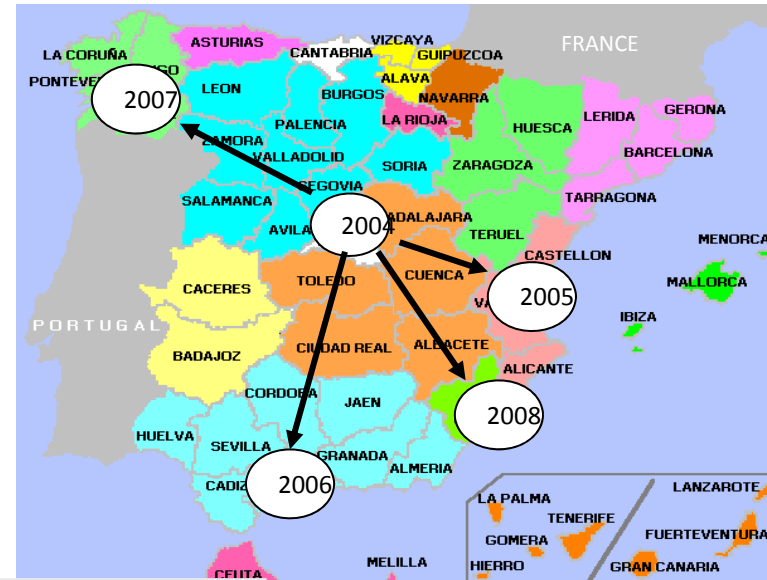 FRANCE
VIZCAYA
ASTURIAS
CANTABRIA
GUIPUZCOA
LA CORUÑA
ALAVA
LEON
BURGOS
NAVARRA
2007
GERONA
LA RIOJA
LERIDA
PALENCIA
HUESCA
ZAMORA
BARCELONA
VALLADOLID
SORIA
ZARAGOZA
SEGOVIA
TARRAGONA
SALAMANCA
AVILA
2004
TERUEL
MENORCA
CASTELLON
CUENCA
TOLEDO
MALLORCA
CACERES
2005
IBIZA
PORTUGAL
ALBACETE
CIUDAD REAL
BADAJOZ
ALICANTE
CORDOBA
JAEN
2008
HUELVA
SEVILLA
GRANADA
ALMERIA
CADIZ
2006
LANZAROTE
LA PALMA
TENERIFE
FUERTEVENTURA
GOMERA
MELILLA
HIERRO
GRAN CANARIA
CEUTA